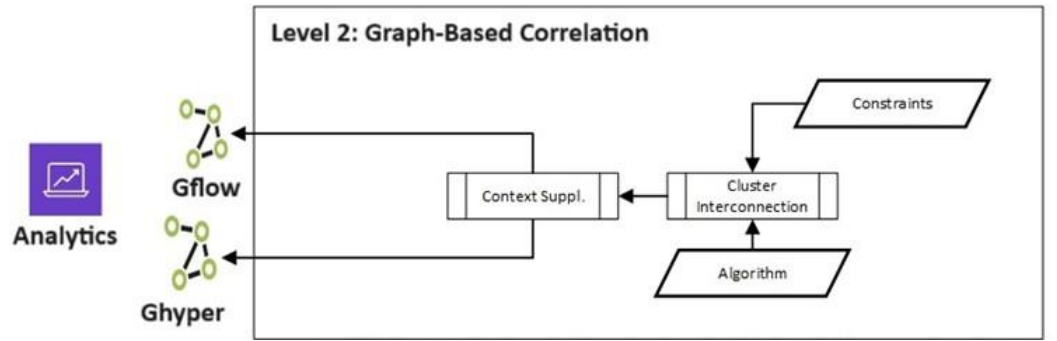 Level 2: Graph-Based Correlation
Constraints
Gflow
Context Suppl.
Cluster
Interconnection
Analytics
Algorithm
Ghyper